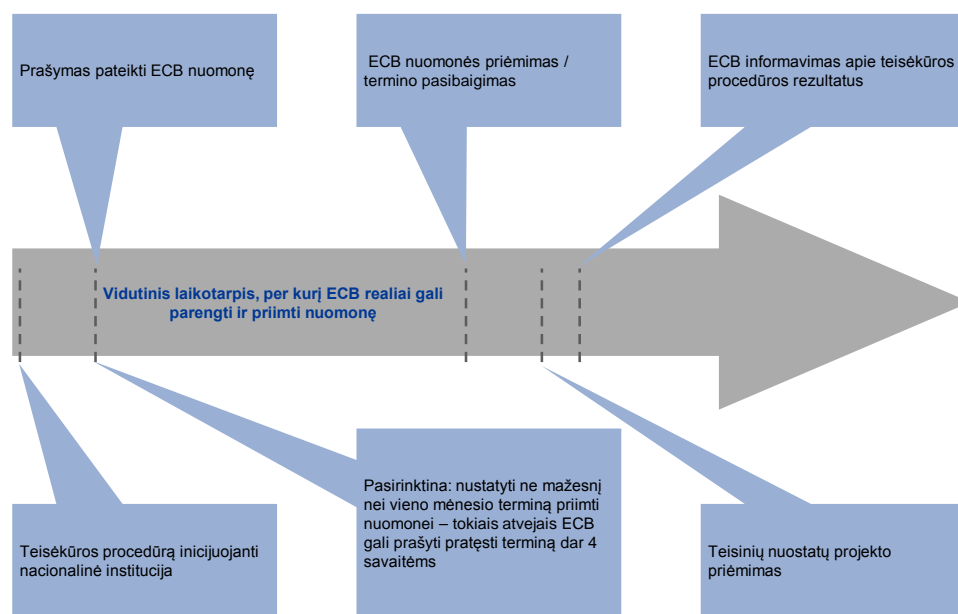 Prašymas pateikti ECB nuomonę
ECB nuomonės priėmimas /
termino pasibaigimas
ECB informavimas apie teisėkūros
procedūros rezultatus
Vidutinis laikotarpis, per kurį ECB realiai gali
parengti ir priimti nuomonę
Teisėkūros procedūrą inicijuojanti
nacionalinė institucija
Pasirinktina: nustatyti ne mažesnį
nei vieno mėnesio terminą priimti
nuomonei – tokiais atvejais ECB
gali prašyti pratęsti terminą dar 4
savaitėms
Teisinių nuostatų projekto
priėmimas